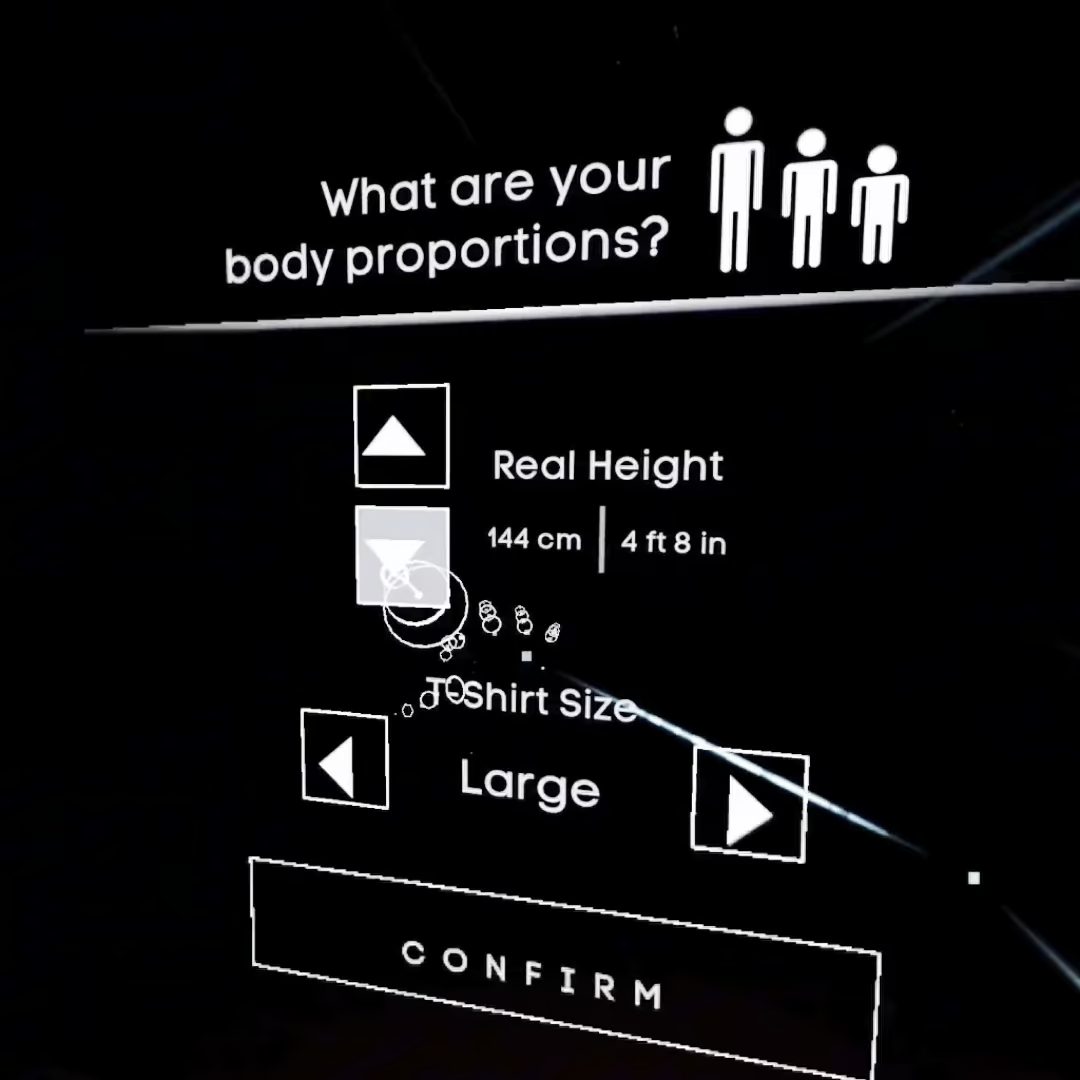 What are your
body proportions?
Real Height
144 cm | 4 ft 8 in
T-Shirt Size
Large
CONFIRM